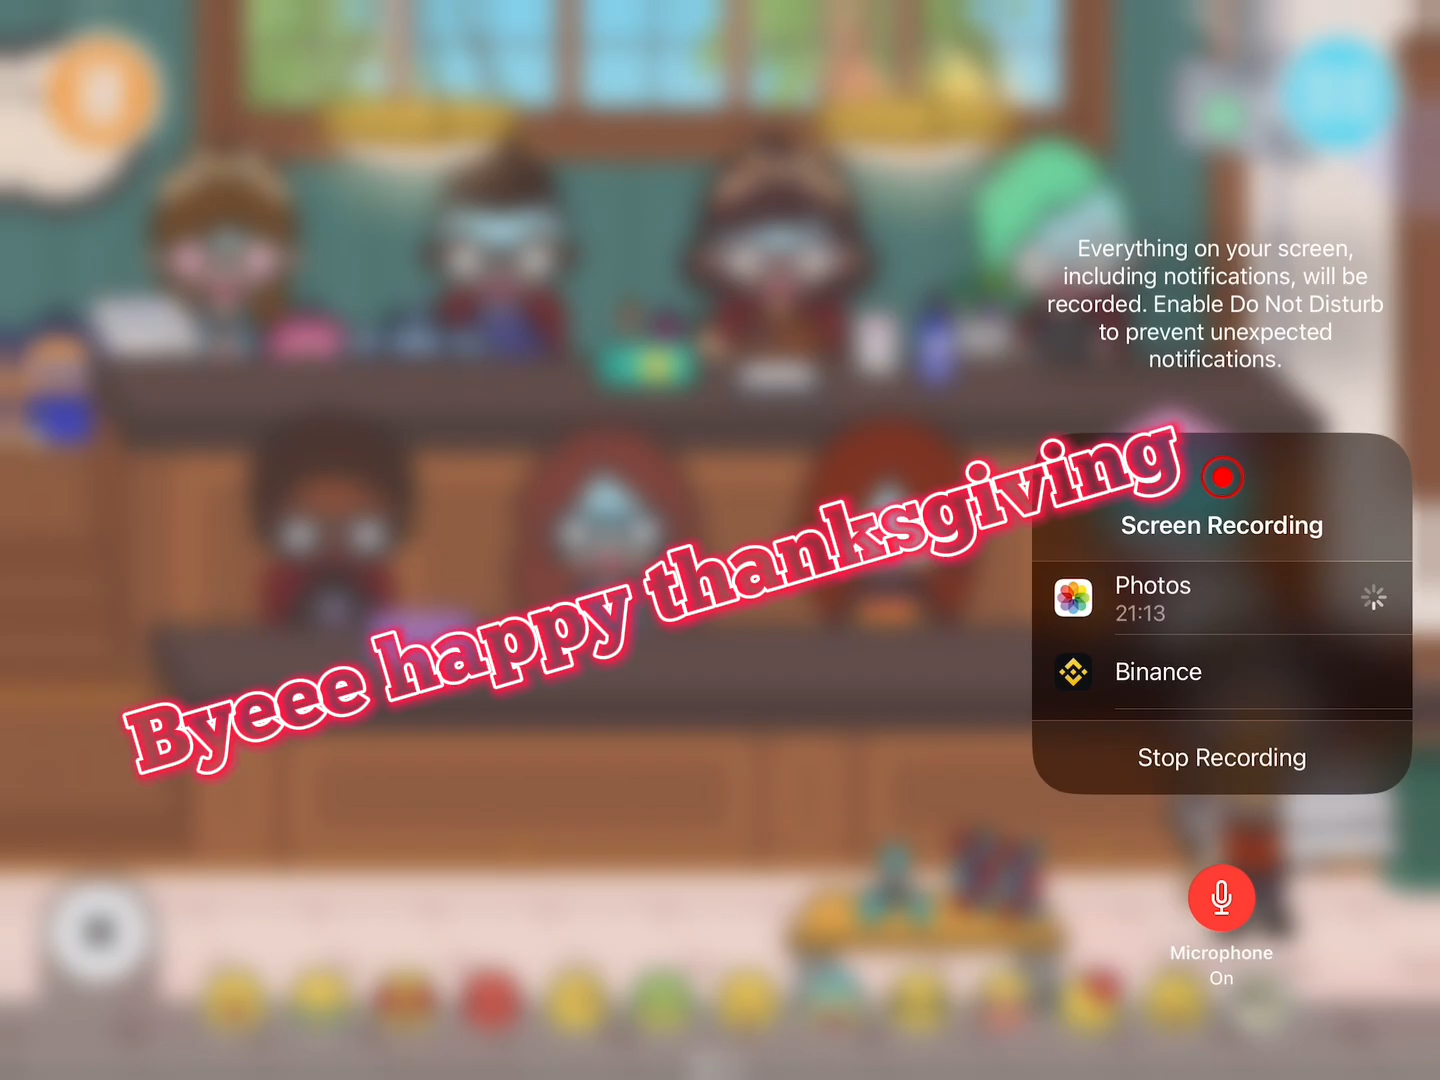 Everything on your screen,
including notifications, will be
recorded. Enable Do Not Disturb
to prevent unexpected
notifications.
Byeee happy thanksgiving
Screen Recording
Photos
21:13
Binance
Stop Recording
Microphone
On